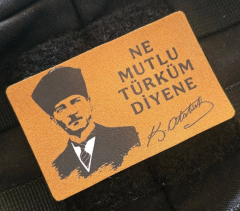 NE
MUTLU
TÜRKÜM
DİYENE
K. Atatürk